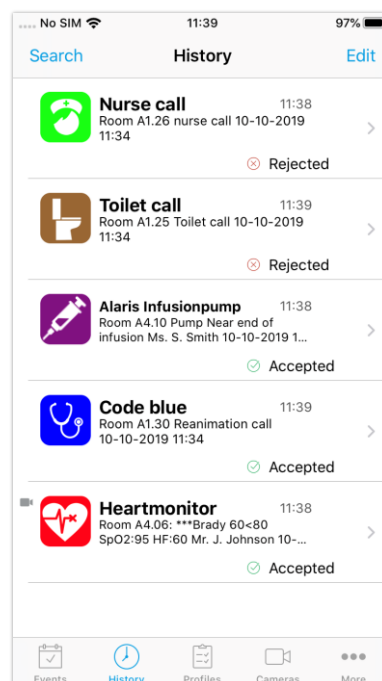 No SIM 11:39 97%
Search History Edit
Nurse call 11:38
Room A1.26 nurse call 10-10-2019
11:34
Rejected
Toilet call 11:39
Room A1.25 Toilet call 10-10-2019
11:34
Rejected
Alaris Infusionpump 11:38
Room A4.10 Pump Near end of
infusion Ms. S. Smith 10-10-2019 1...
Accepted
Code blue 11:39
Room A1.30 Reanimation call
10-10-2019 11:34
Accepted
Heartmonitor 11:38
Room A4.06: ***Brady 60<80
SpO2:95 HF:60 Mr. J. Johnson 10-...
Accepted
Events History Profiles Cameras More